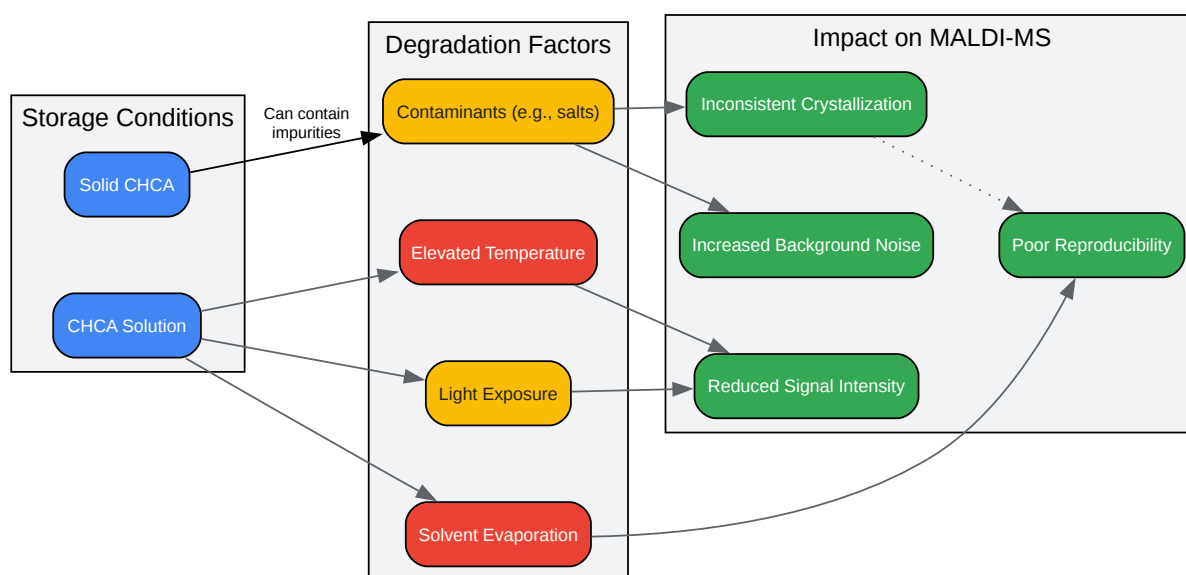 Storage Conditions
Solid CHCA
CHCA Solution
Can contain
impurities
Degradation Factors
Contaminants (e.g., salts)
Elevated Temperature
Light Exposure
Solvent Evaporation
Impact on MALDI-MS
Inconsistent Crystallization
Increased Background Noise
Poor Reproducibility
Reduced Signal Intensity